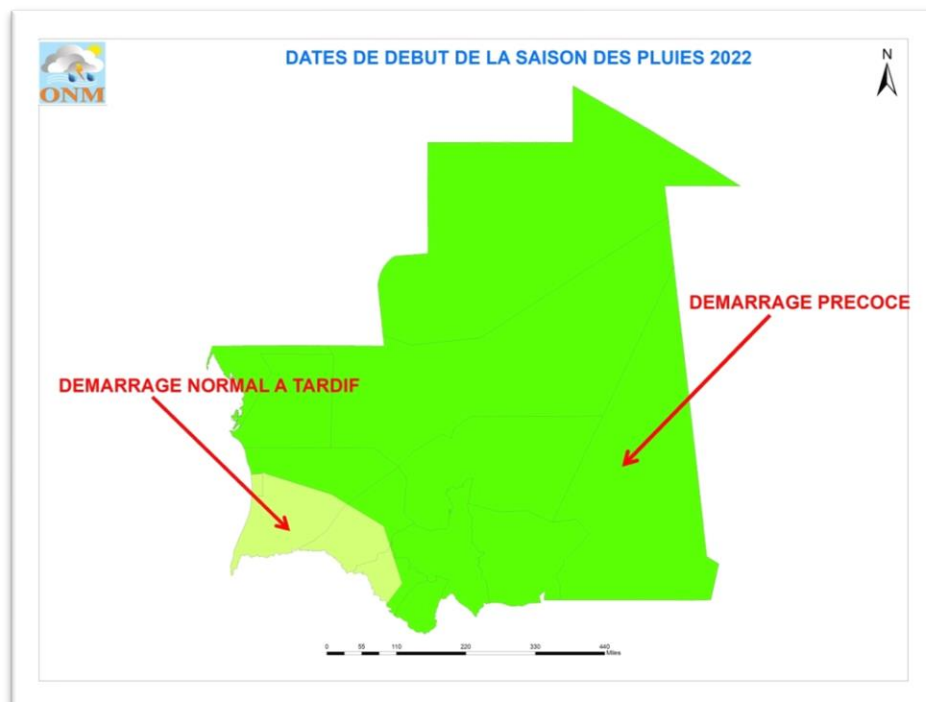 DATES DE DEBUT DE LA SAISON DES PLUIES 2022
N
ONM
DEMARRAGE PRECOCE
DEMARRAGE NORMAL A TARDIF
0 55 110 220 330 440
Miles